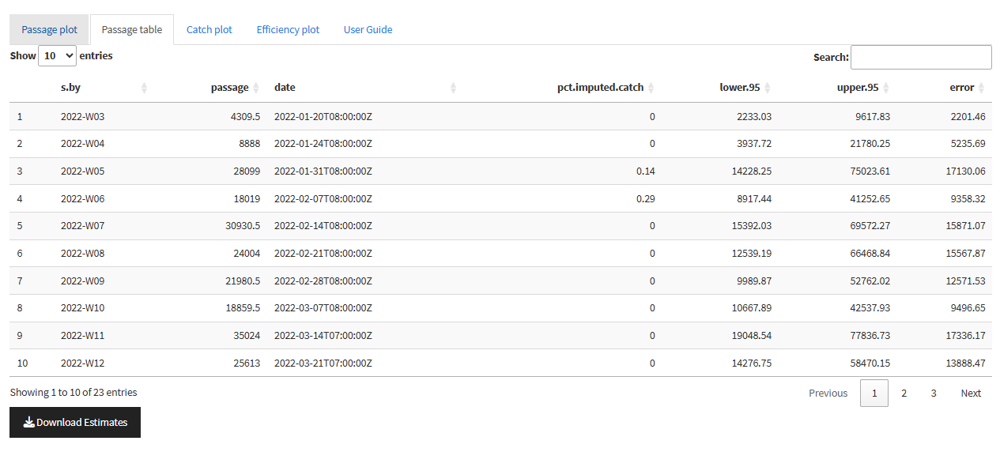 Passage plot Passage table Catch plot Efficiency plot User Guide
Show 10 entries Search:
s.by passage date pct.imputed.catch lower.95 upper.95 error
1 2022-W03 4309.5 2022-01-20T08:00:00Z 0 2233.03 9617.83 2201.46
2 2022-W04 8888 2022-01-24T08:00:00Z 0 3937.72 21780.25 5235.69
3 2022-W05 28099 2022-01-31T08:00:00Z 0.14 14228.25 75023.61 17130.06
4 2022-W06 18019 2022-02-07T08:00:00Z 0.29 8917.44 41252.65 9358.32
5 2022-W07 30930.5 2022-02-14T08:00:00Z 0 15392.03 69572.27 15871.07
6 2022-W08 24004 2022-02-21T08:00:00Z 0 12539.19 66468.84 15567.87
7 2022-W09 21980.5 2022-02-28T08:00:00Z 0 9989.87 52762.02 12571.53
8 2022-W10 18859.5 2022-03-07T08:00:00Z 0 10667.89 42537.93 9496.65
9 2022-W11 35024 2022-03-14T07:00:00Z 0 19048.54 77836.73 17336.17
10 2022-W12 25613 2022-03-21T07:00:00Z 0 14276.75 58470.15 13888.47
Showing 1 to 10 of 23 entries Previous 1 2 3 Next
Download Estimates